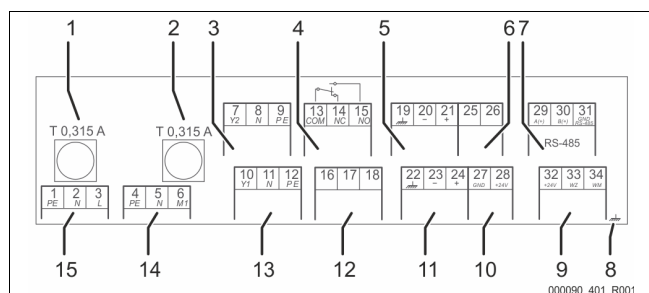 1 2 3 4 5 6 7
T 0,315 A T 0,315 A
7 8 9 13 14 15 19 20 21 25 26 29 30 31
Y2 N PE COM NC NO − + A(+) B(+) GND RS-485
RS-485
10 11 12 16 17 18 22 23 24 27 28 32 33 34
Y1 N PE − + GND +24V +24V WZ WM
1 2 3 4 5 6
PE N L PE N M1
15 14 13 12 11 10 9 8
000090_401_R001